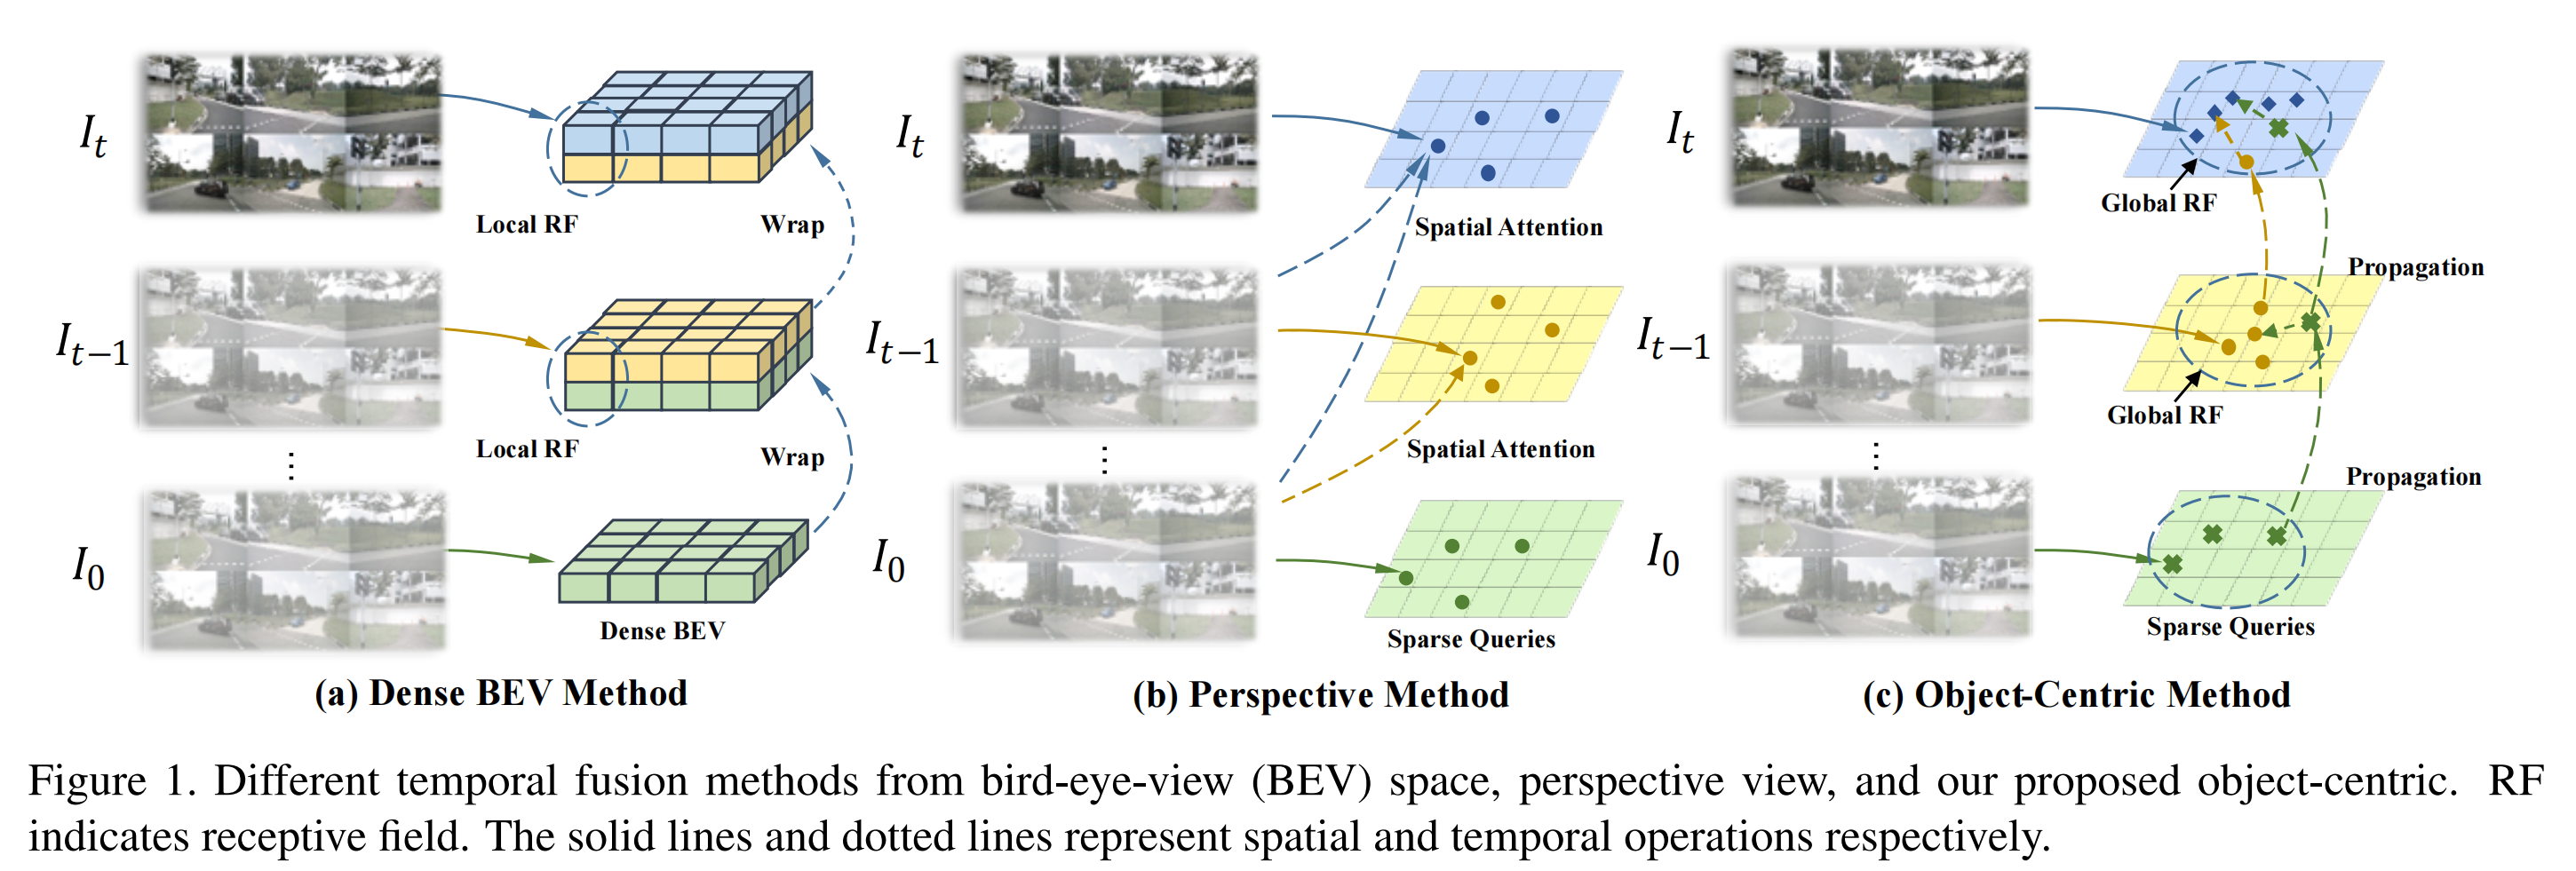 I_t
Local RF
Wrap
I_{t-1}
Local RF
Wrap
⋮
I_0
Dense BEV
(a) Dense BEV Method
I_t
Spatial Attention
I_{t-1}
Spatial Attention
⋮
I_0
Sparse Queries
(b) Perspective Method
I_t
Global RF
Propagation
I_{t-1}
Global RF
⋮
Propagation
I_0
Sparse Queries
(c) Object-Centric Method
Figure 1. Different temporal fusion methods from bird-eye-view (BEV) space, perspective view, and our proposed object-centric. RF
indicates receptive field. The solid lines and dotted lines represent spatial and temporal operations respectively.